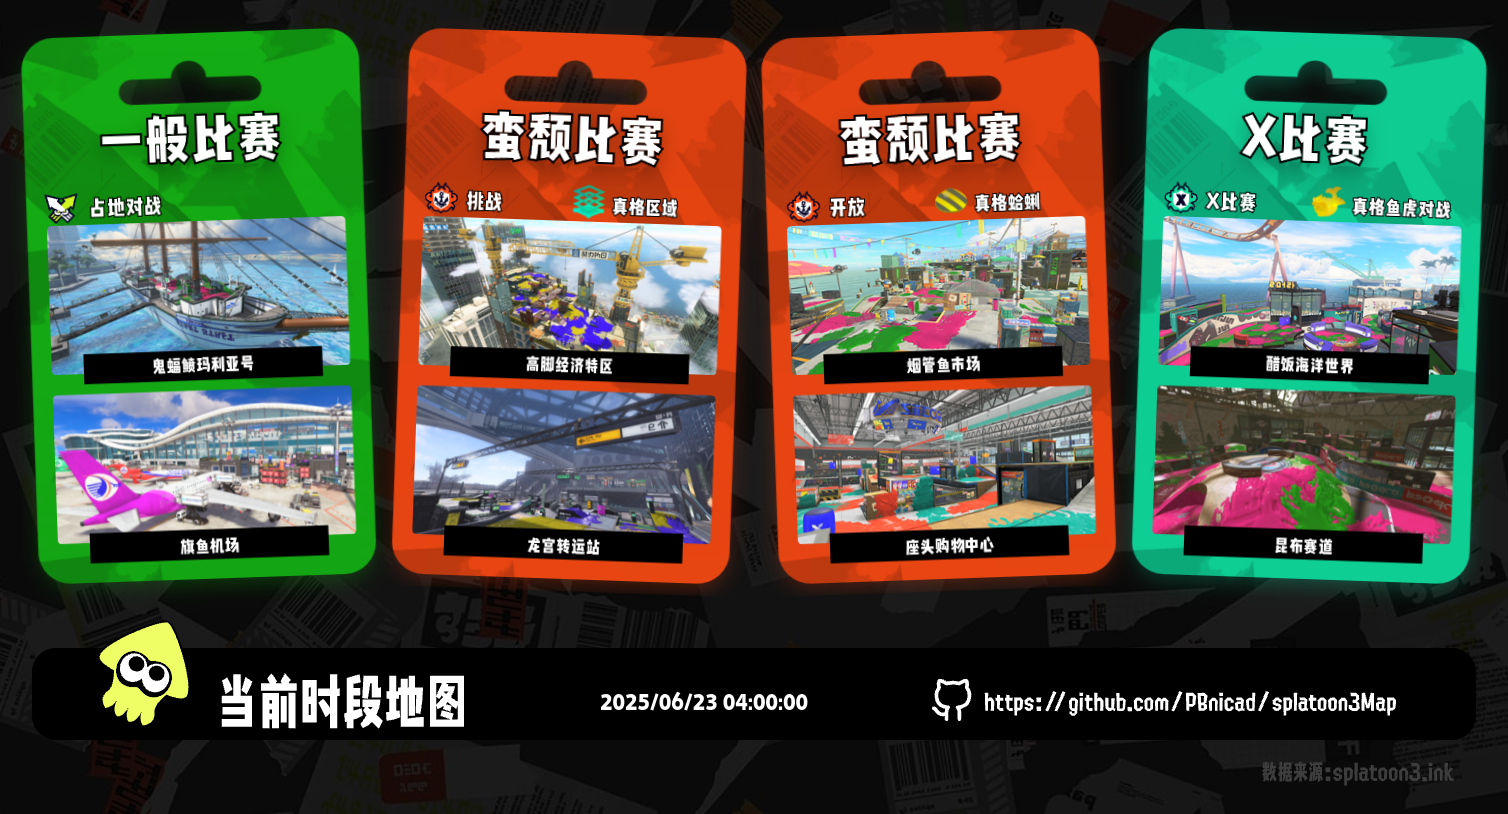 一般比赛
占地对战
鬼蝠鲼玛利亚号
旗鱼机场
蛮颓比赛
挑战
真格区域
高脚经济特区
龙宫转运站
蛮颓比赛
开放
真格蛤蜊
烟管鱼市场
座头购物中心
X比赛
X比赛
真格鱼虎对战
醋饭海洋世界
昆布赛道
当前时段地图
2025/06/23 04:00:00
https://github.com/PBnicad/splatoon3Map
数据来源:splatoon3.ink